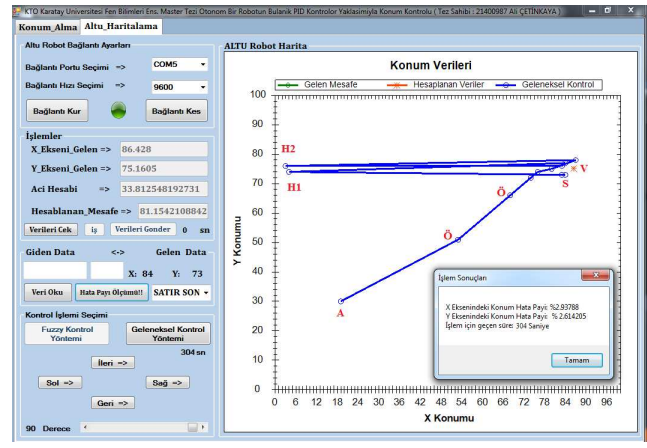 KTO Karatay Üniversitesi Fen Bilimleri Ens. Master Tezi Otonom Bir Robotun Bulanik PID Kontrolor Yaklasimiyla Konum Kontrolu ( Tez Sahibi : 21400987 Ali ÇETİNKAYA )
Konum_Alma Altu_Haritalama
Altu Robot Bağlantı Ayarları
Bağlantı Portu Seçimi => COM5
Bağlantı Hızı Seçimi => 9600
Bağlantı Kur Bağlantı Kes
İşlemler
X_Ekseni_Gelen => 86.428
Y_Ekseni_Gelen => 75.1605
Aci Hesabi => 33.812548192731
Hesablanan_Mesafe => 81.1542108842
Verileri Cek iş Verileri Gonder 0 sn
Giden Data <-> Gelen Data
X: 84 Y: 73
Veri Oku Hata Payı Ölçümü!! SATIR SON
Kontrol İşlemi Seçimi
Fuzzy Kontrol Yöntemi
Geleneksel Kontrol Yöntemi
304 sn
İleri =>
Sol => Sağ =>
Geri =>
90 Derece
ALTU Robot Harita
Konum Verileri
Gelen Mesafe Hesaplanan Veriler Geleneksel Kontrol
100
90
80
70
60
50
40
30
20
10
0
Y Konumu
H2
H1
V
S
Ö
Ö
A
0 6 12 18 24 30 36 42 48 54 60 66 72 78 84 90 96
X Konumu
İşlem Sonuçları
X Eksenindeki Konum Hata Payi: %2.93788
Y Eksenindeki Konum Hata Payi: % 2.614205
İşlem için geçen süre: 304 Saniye
Tamam